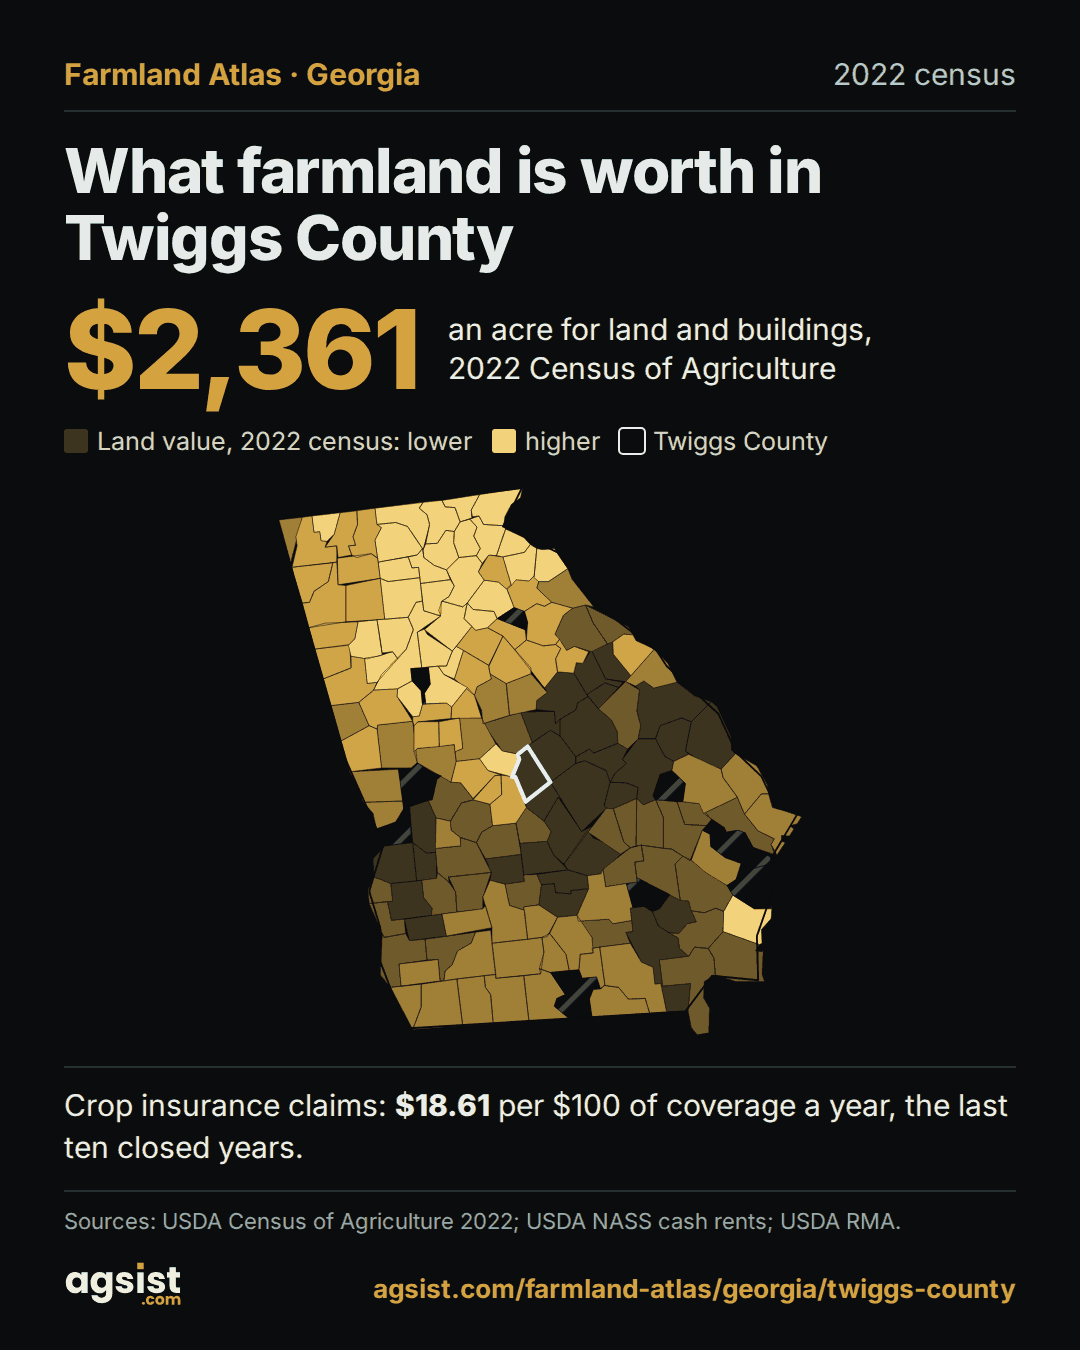 Farmland Atlas · Georgia
2022 census
What farmland is worth in
Twiggs County
$2,361
an acre for land and buildings,
2022 Census of Agriculture
Land value, 2022 census: lower
higher
Twiggs County
Crop insurance claims: $18.61 per $100 of coverage a year, the last
ten closed years.
Sources: USDA Census of Agriculture 2022; USDA NASS cash rents; USDA RMA.
agsist
.com
agsist.com/farmland-atlas/georgia/twiggs-county